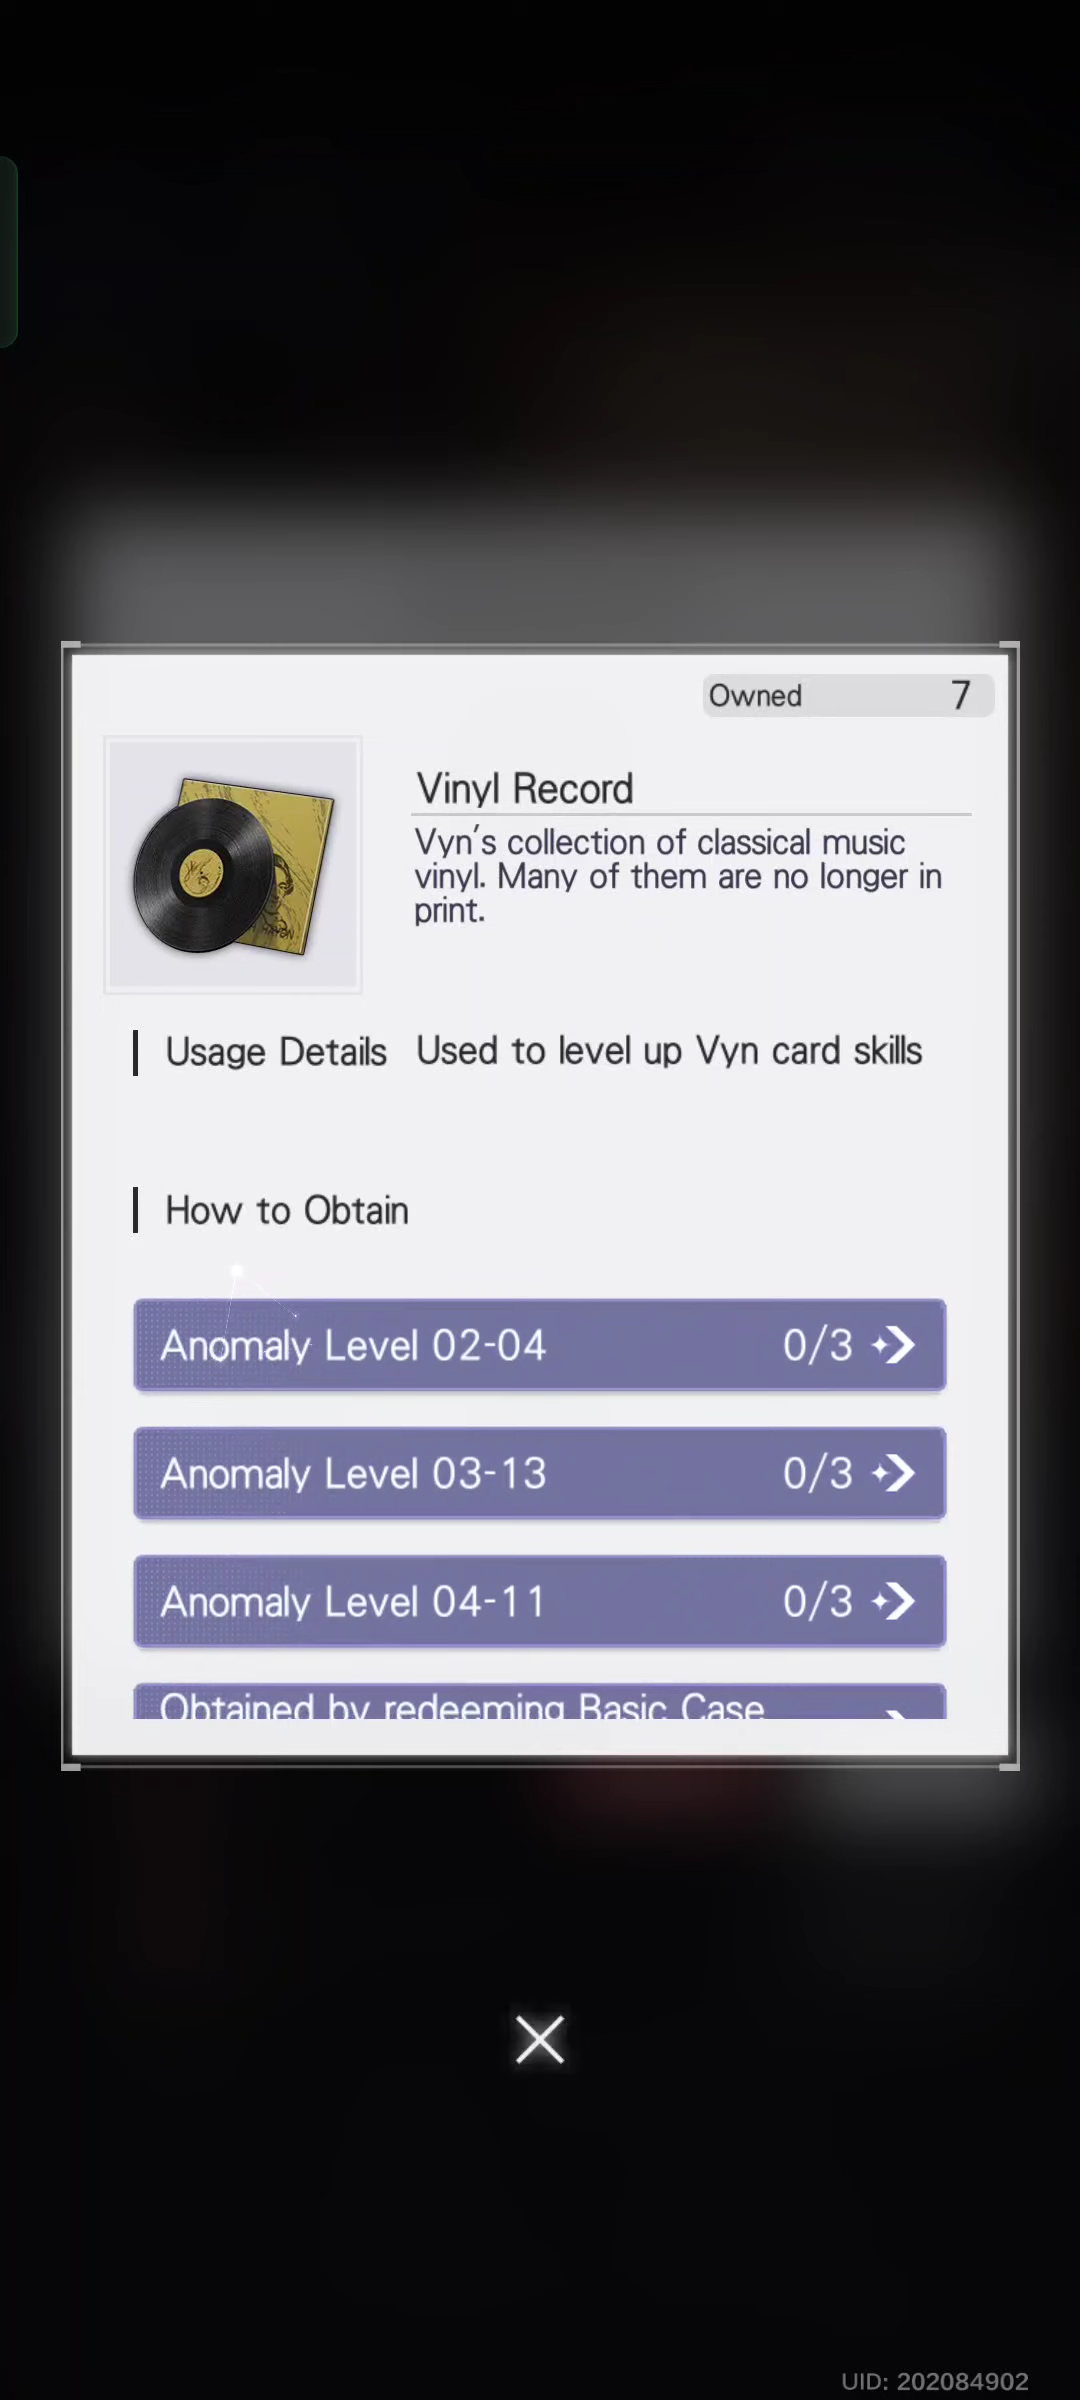 Owned 7
Vinyl Record
Vyn's collection of classical music
vinyl. Many of them are no longer in
print.
HAYDN
Usage Details Used to level up Vyn card skills
How to Obtain
Anomaly Level 02-04 0/3
Anomaly Level 03-13 0/3
Anomaly Level 04-11 0/3
Obtained by redeeming Basic Case
UID: 202084902